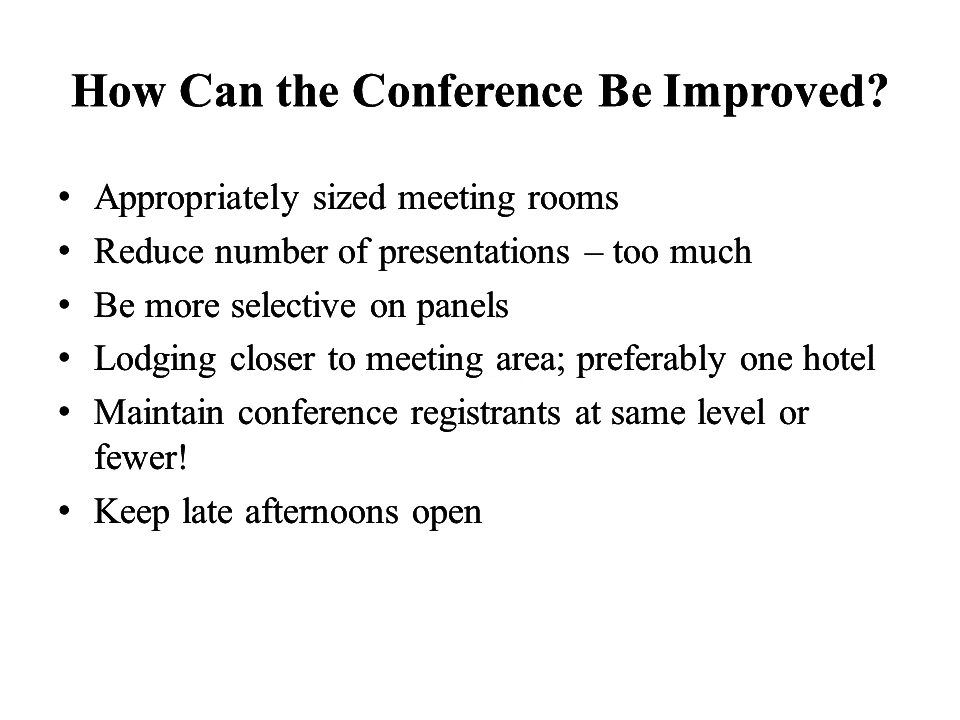 How Can the Conference Be Improved?
• Appropriately sized meeting rooms
• Reduce number of presentations – too much
• Be more selective on panels
• Lodging closer to meeting area; preferably one hotel
• Maintain conference registrants at same level or
fewer!
• Keep late afternoons open